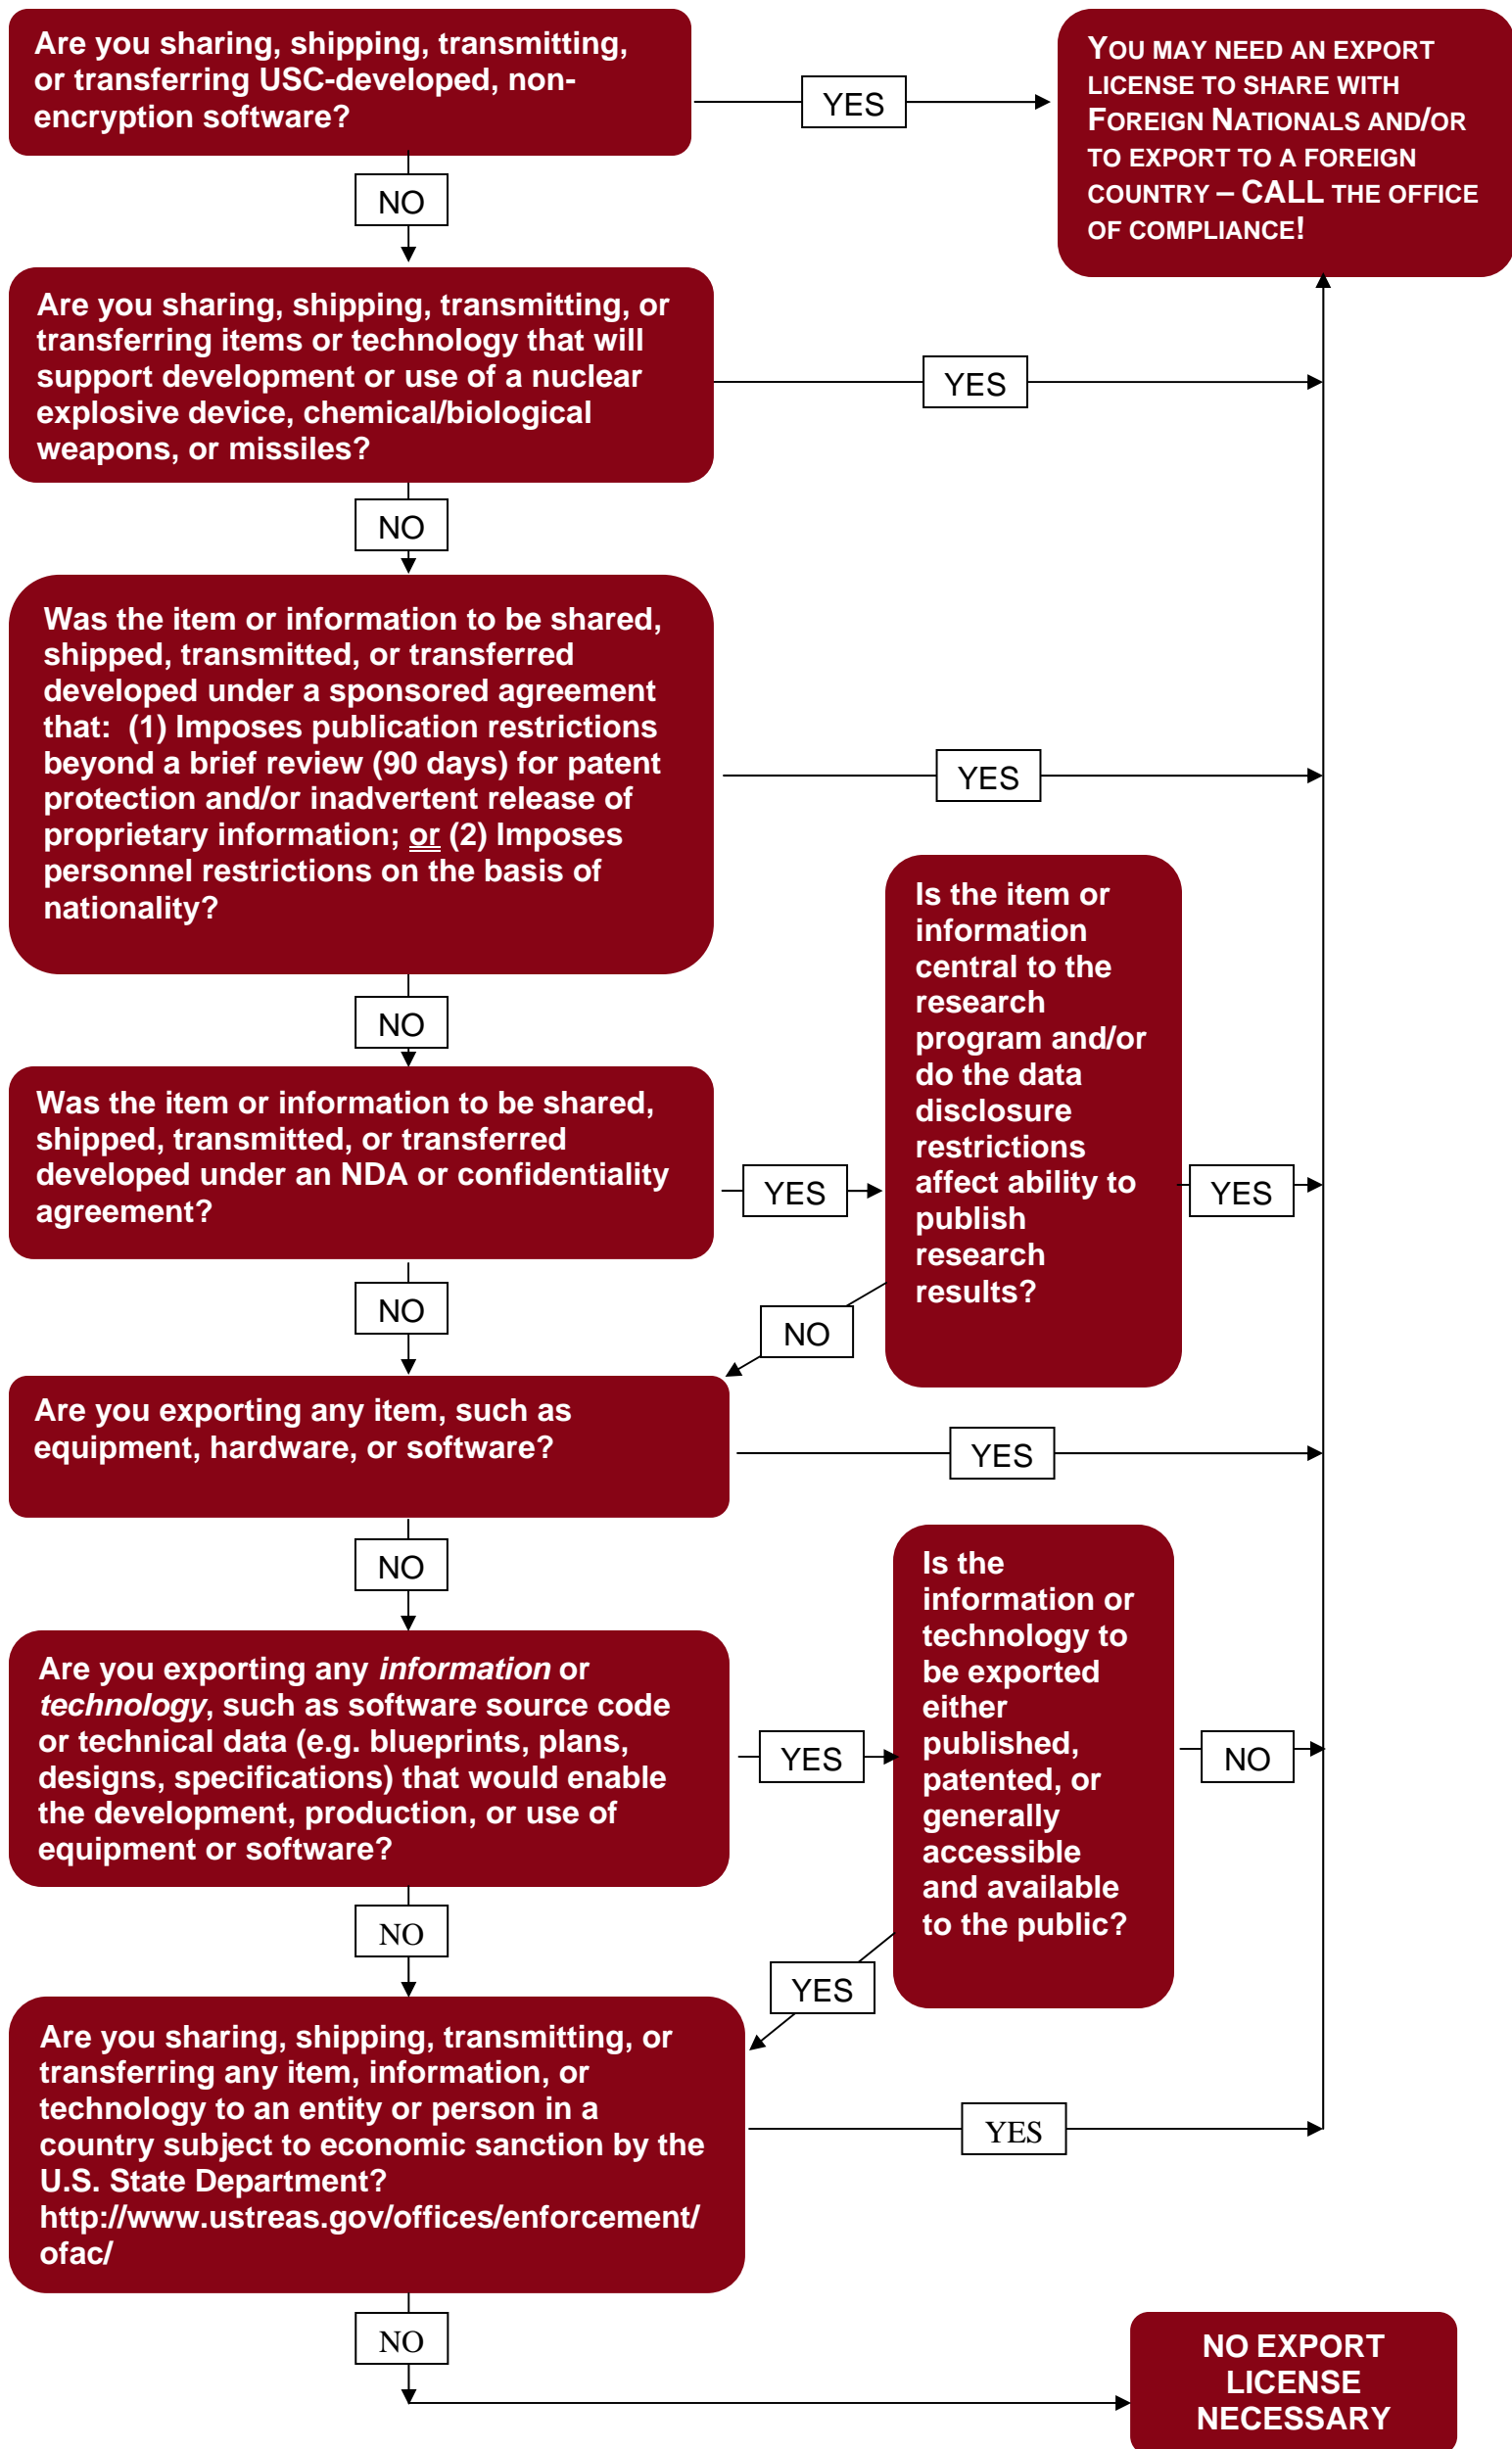 Are you sharing, shipping, transmitting,
or transferring USC-developed, non-
encryption software?
YES
YOU MAY NEED AN EXPORT
LICENSE TO SHARE WITH
FOREIGN NATIONALS AND/OR
TO EXPORT TO A FOREIGN
COUNTRY – CALL THE OFFICE
OF COMPLIANCE!
NO
Are you sharing, shipping, transmitting, or
transferring items or technology that will
support development or use of a nuclear
explosive device, chemical/biological
weapons, or missiles?
YES
NO
Was the item or information to be shared,
shipped, transmitted, or transferred
developed under a sponsored agreement
that:  (1) Imposes publication restrictions
beyond a brief review (90 days) for patent
protection and/or inadvertent release of
proprietary information; or (2) Imposes
personnel restrictions on the basis of
nationality?
YES
NO
Was the item or information to be shared,
shipped, transmitted, or transferred
developed under an NDA or confidentiality
agreement?
YES
Is the item or
information
central to the
research
program and/or
do the data
disclosure
restrictions
affect ability to
publish
research
results?
YES
NO
NO
Are you exporting any item, such as
equipment, hardware, or software?
YES
NO
Are you exporting any information or
technology, such as software source code
or technical data (e.g. blueprints, plans,
designs, specifications) that would enable
the development, production, or use of
equipment or software?
YES
Is the
information or
technology to
be exported
either
published,
patented, or
generally
accessible
and available
to the public?
NO
NO
YES
Are you sharing, shipping, transmitting, or
transferring any item, information, or
technology to an entity or person in a
country subject to economic sanction by the
U.S. State Department?
http://www.ustreas.gov/offices/enforcement/
ofac/
YES
NO
NO EXPORT
LICENSE
NECESSARY